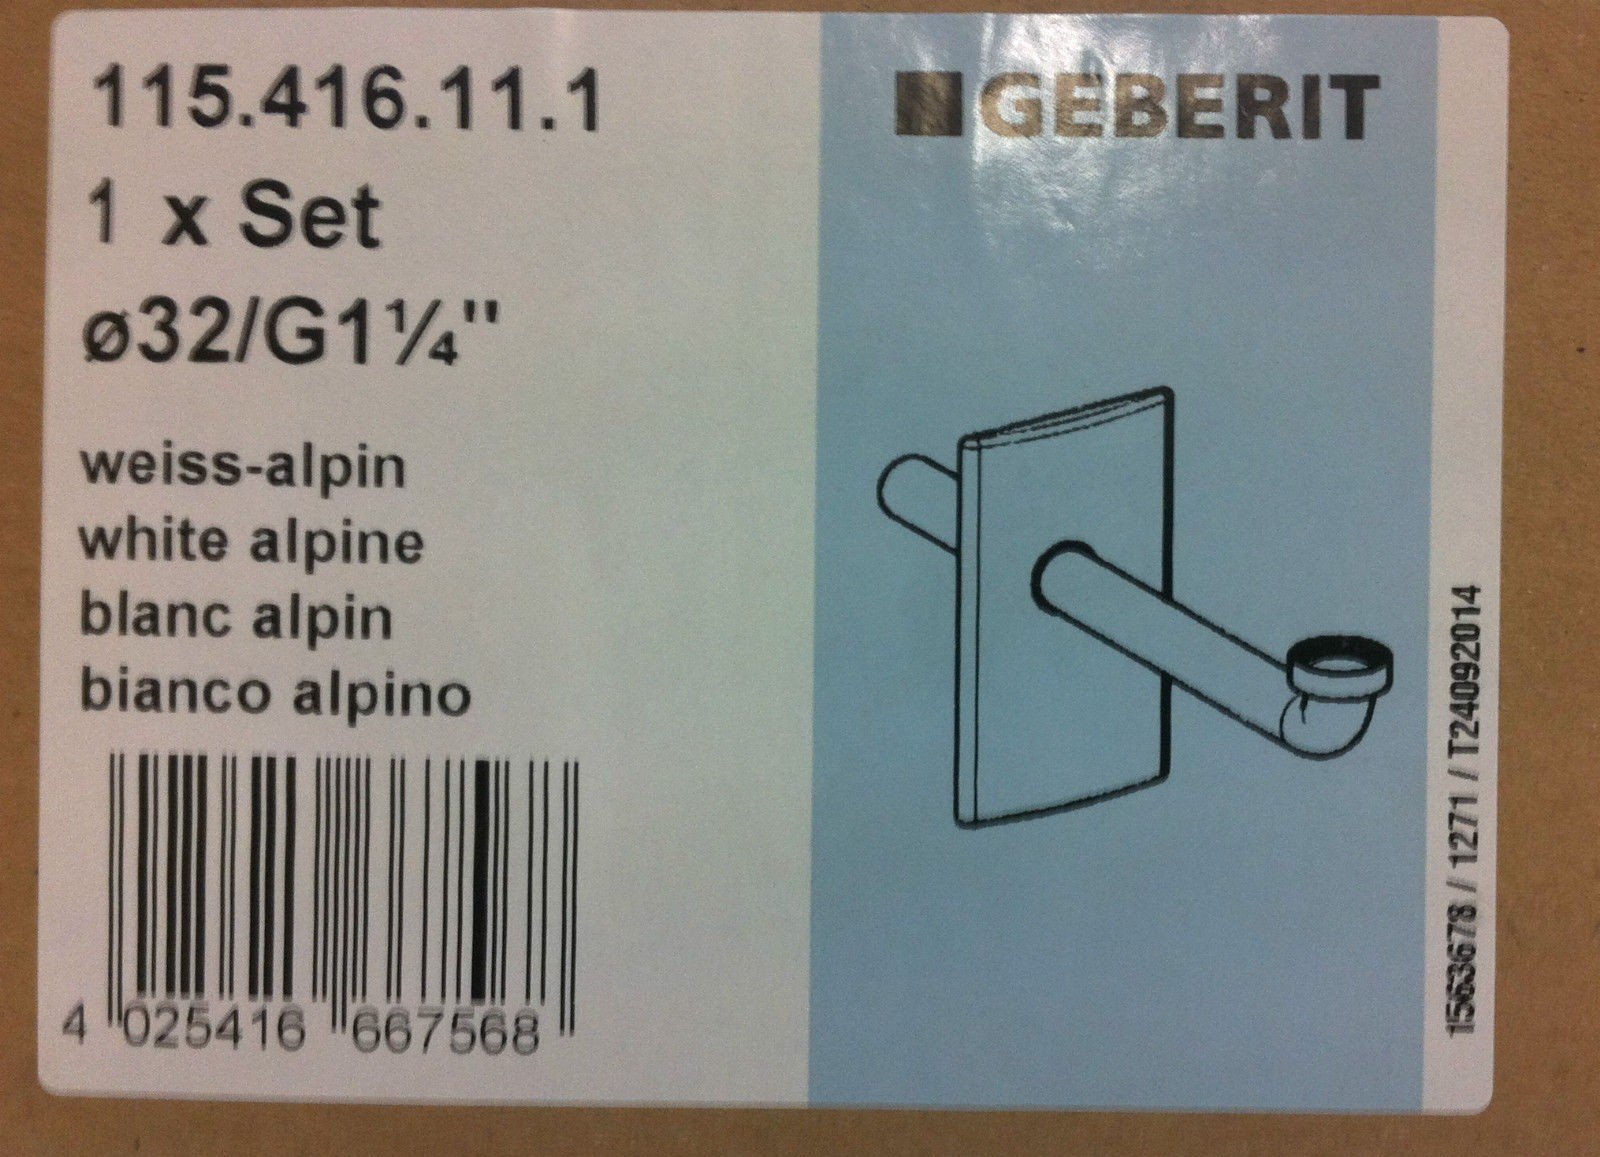 115.416.11.1
1 x Set
ø32/G1¼"
weiss-alpin
white alpine
blanc alpin
bianco alpino
4 025416 667568
GEBERIT
1563678 / 1271 / T24092014